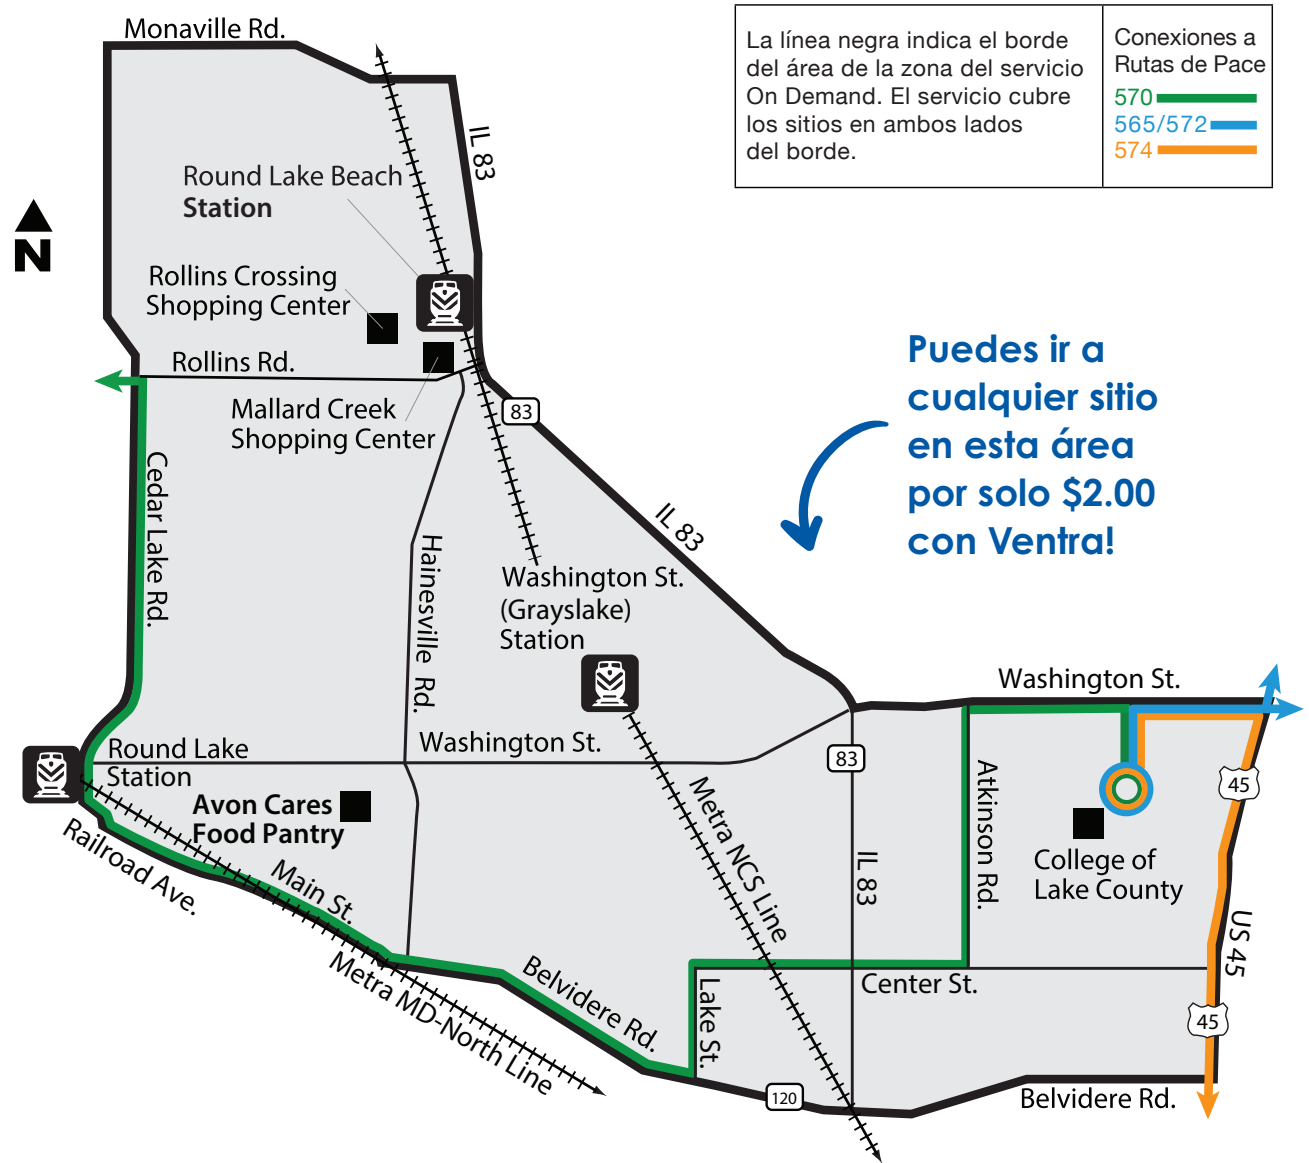 Monaville Rd.
La línea negra indica el borde
del área de la zona del servicio
On Demand. El servicio cubre
los sitios en ambos lados
del borde.
Conexiones a
Rutas de Pace
570
565/572
574
IL 83
Round Lake Beach
Station
N
Rollins Crossing
Shopping Center
Rollins Rd.
Mallard Creek
Shopping Center
83
Puedes ir a
cualquier sitio
en esta área
por solo $2.00
con Ventra!
Cedar Lake Rd.
IL 83
Hainesville Rd.
Washington St.
(Grayslake)
Station
Washington St.
Washington St.
Round Lake
Station
83
45
Avon Cares
Food Pantry
Metra NCS Line
Atkinson Rd.
Railroad Ave.
Main St.
IL 83
College of
Lake County
US 45
Metra MD-North Line
Belvidere Rd.
Lake St.
Center St.
45
120
Belvidere Rd.